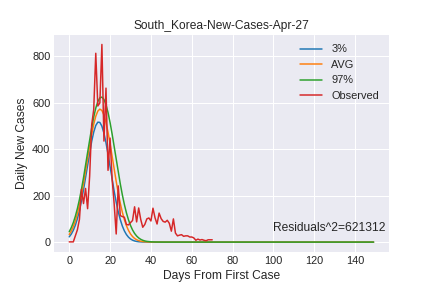 South_Korea-New-Cases-Apr-27
3%
AVG
97%
Observed
800
600
400
200
0
Daily New Cases
Residuals^2=621312
0 20 40 60 80 100 120 140
Days From First Case